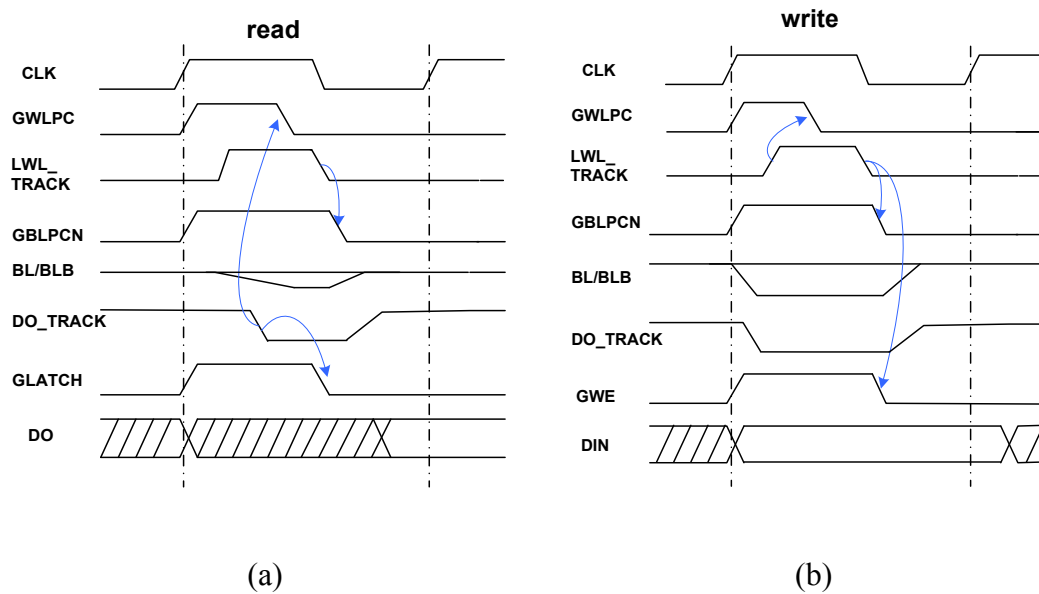 read
CLK
GWLPC
LWL_
TRACK
GBLPCN
BL/BLB
DO_TRACK
GLATCH
DO
(a)
write
CLK
GWLPC
LWL_
TRACK
GBLPCN
BL/BLB
DO_TRACK
GWE
DIN
(b)